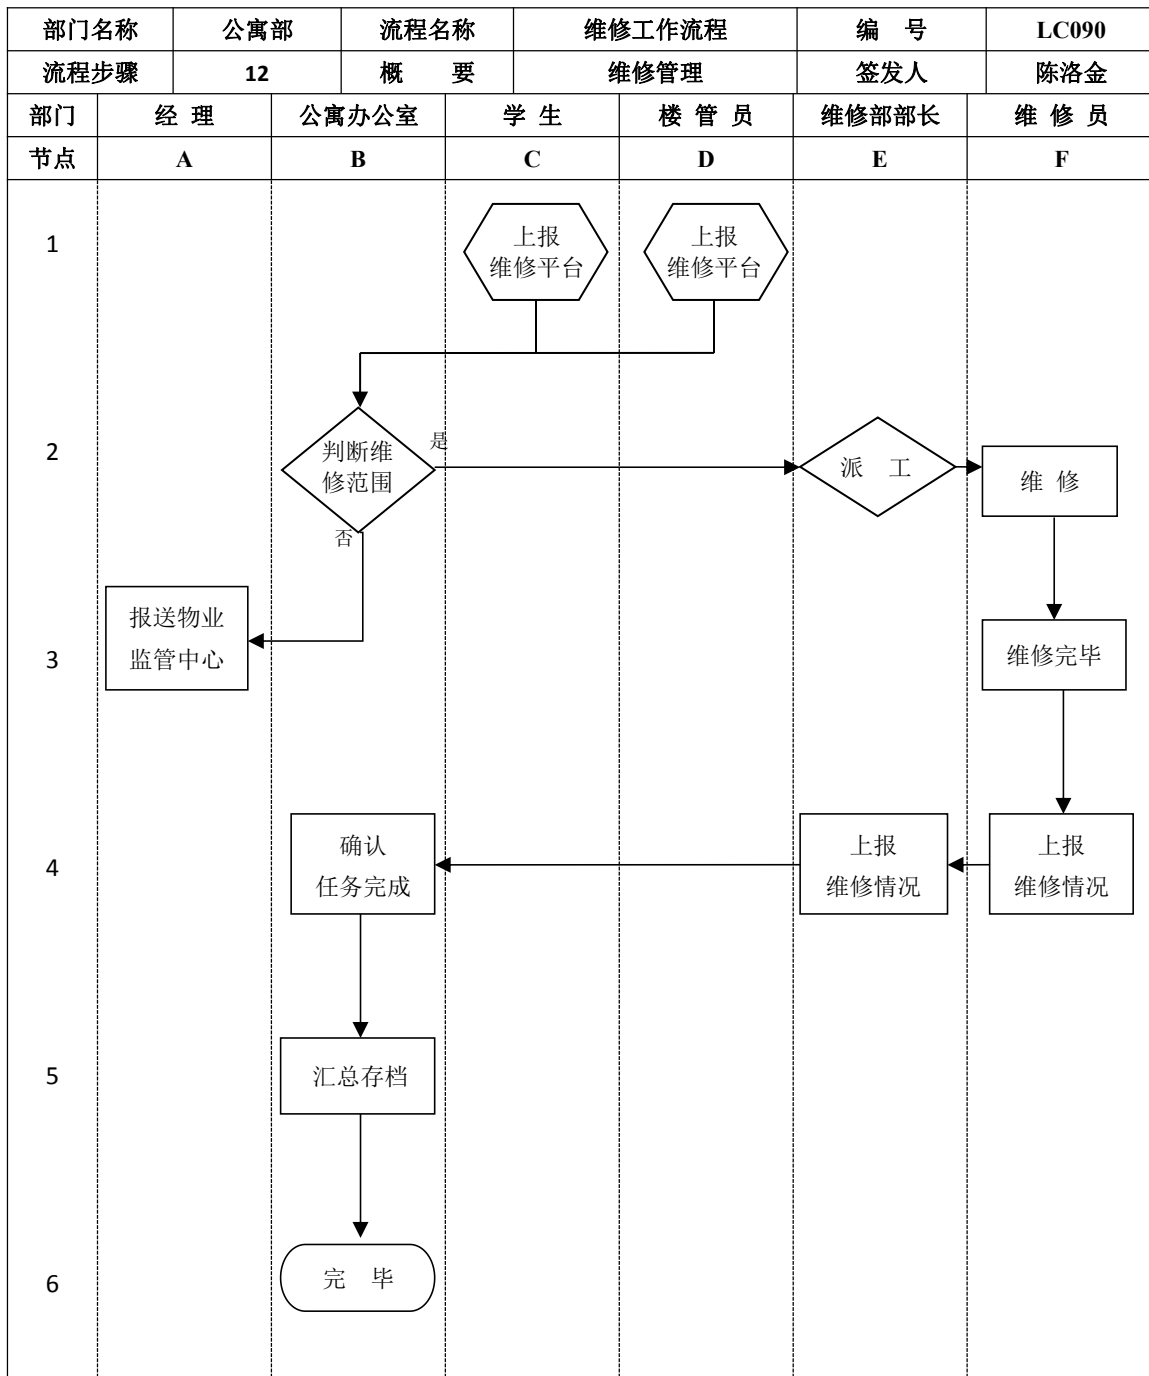 部门名称 公寓部 流程名称 维修工作流程 编 号 LC090
流程步骤 12 概 要 维修管理 签发人 陈洛金
部门 经 理 公寓办公室 学 生 楼 管 员 维修部部长 维 修 员
节点 A B C D E F
1
上报
维修平台
上报
维修平台
2
判断维
修范围
是
否
派 工
维 修
3
报送物业
监管中心
维修完毕
4
确认
任务完成
上报
维修情况
上报
维修情况
5
汇总存档
6
完 毕